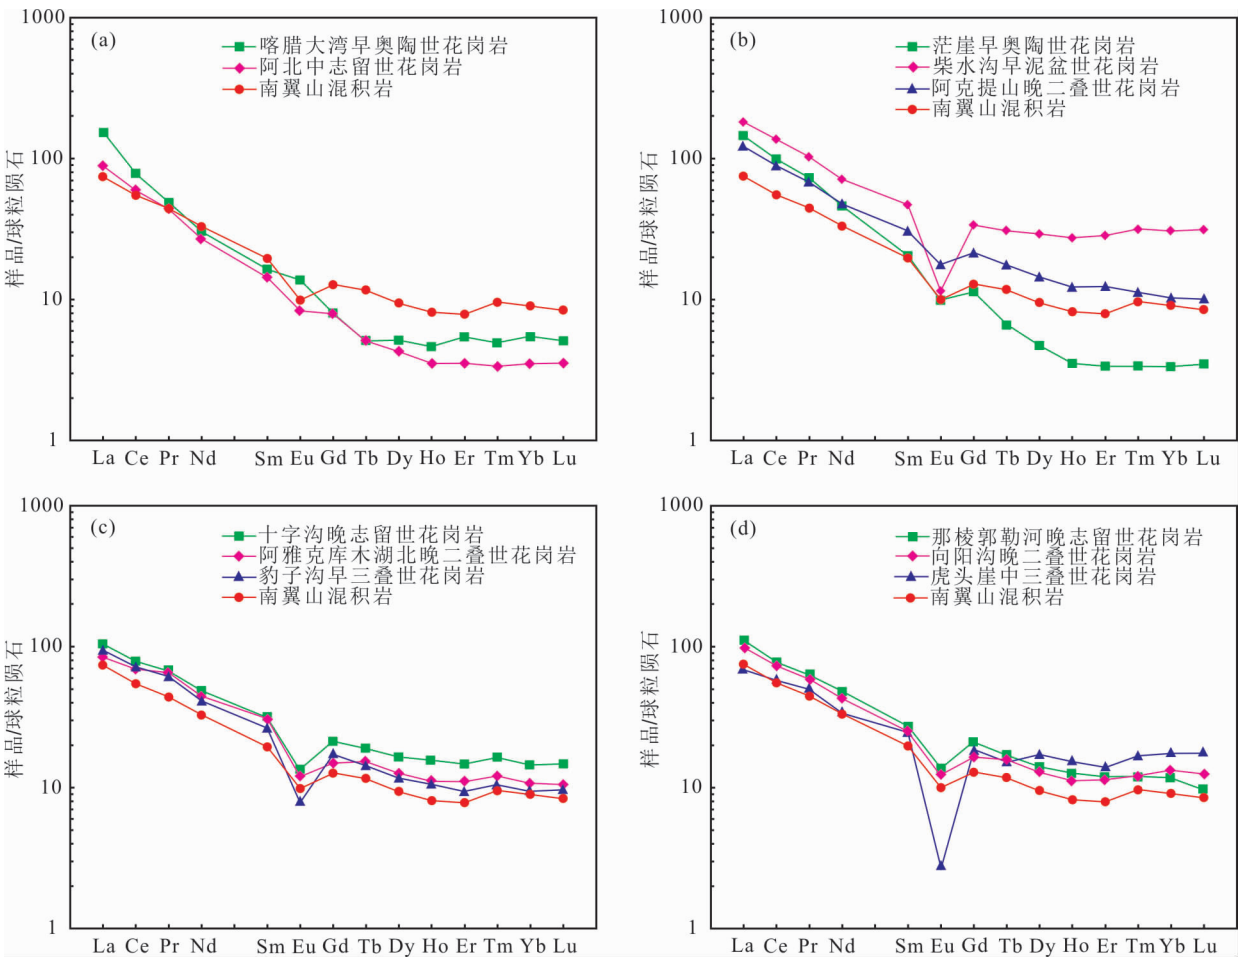 (a)
喀腊大湾早奥陶世花岗岩
阿北中志留世花岗岩
南翼山混积岩
样品/球粒陨石
1000
100
10
1
La Ce Pr Nd Sm Eu Gd Tb Dy Ho Er Tm Yb Lu
(b)
茫崖早奥陶世花岗岩
柴水沟早泥盆世花岗岩
阿克提山晚二叠世花岗岩
南翼山混积岩
样品/球粒陨石
1000
100
10
1
La Ce Pr Nd Sm Eu Gd Tb Dy Ho Er Tm Yb Lu
(c)
十字沟晚志留世花岗岩
阿雅克库木湖北晚二叠世花岗岩
豹子沟早三叠世花岗岩
南翼山混积岩
样品/球粒陨石
1000
100
10
1
La Ce Pr Nd Sm Eu Gd Tb Dy Ho Er Tm Yb Lu
(d)
那棱郭勒河晚志留世花岗岩
向阳沟晚二叠世花岗岩
虎头崖中三叠世花岗岩
南翼山混积岩
样品/球粒陨石
1000
100
10
1
La Ce Pr Nd Sm Eu Gd Tb Dy Ho Er Tm Yb Lu